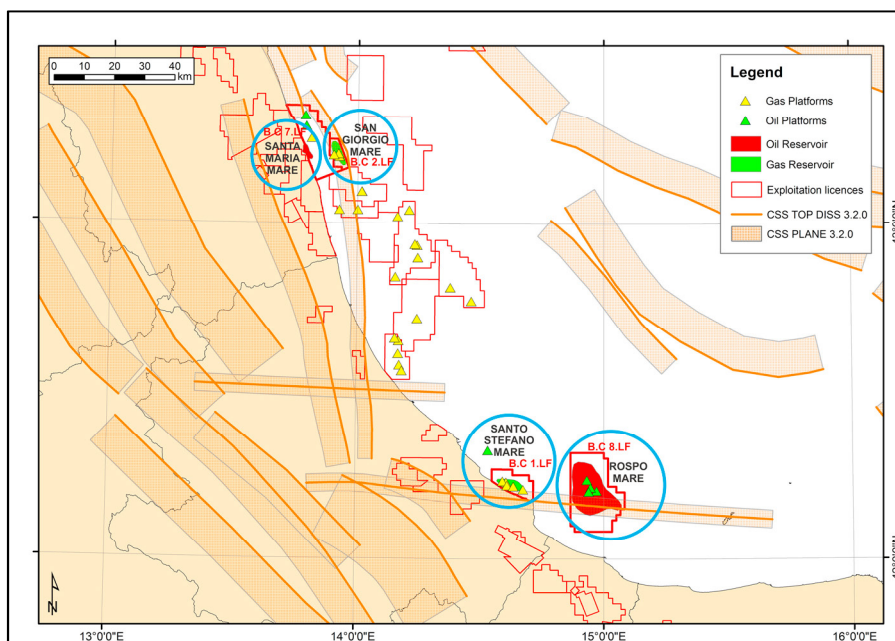 0 10 20 30 40
km
Legend
Gas Platforms
Oil Platforms
Oil Reservoir
Gas Reservoir
Exploitation licences
CSS TOP DISS 3.2.0
CSS PLANE 3.2.0
B.C 7.LF
SANTA
MARIA
MARE
SAN
GIORGIO
MARE
B.C 2.LF
SANTO
STEFANO
MARE
B.C 1.LF
B.C 8.LF
ROSPO
MARE
N
13°0'0"E
14°0'0"E
15°0'0"E
16°0'0"E